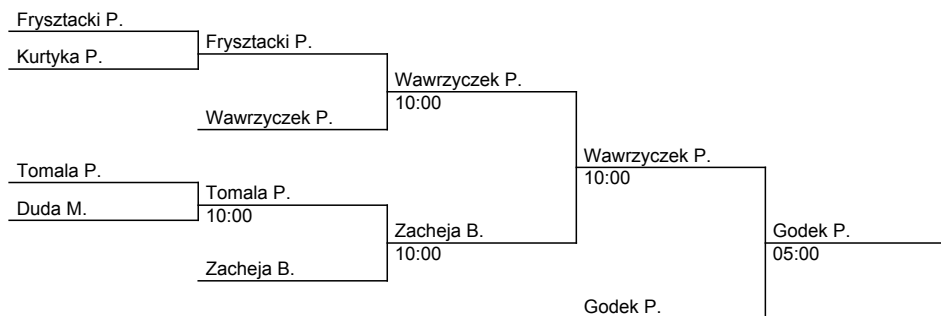 Frysztacki P.
Kurtyka P.
Frysztacki P.
Wawrzyczek P.
Wawrzyczek P.
10:00
Tomala P.
Duda M.
Tomala P.
10:00
Zacheja B.
Zacheja B.
10:00
Wawrzyczek P.
10:00
Godek P.
Godek P.
05:00